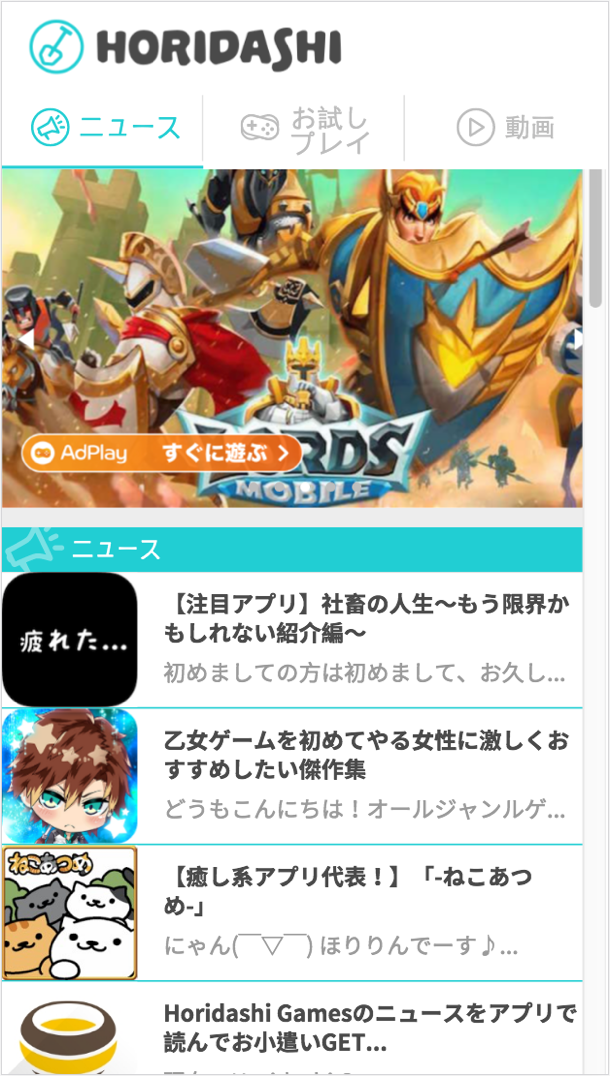 HORIDASHI
ニュース
お試し
プレイ
動画
AdPlay すぐに遊ぶ
LORDS
MOBILE
ニュース
疲れた...
【注目アプリ】社畜の人生〜もう限界か
もしれない紹介編〜
初めましての方は初めまして、お久し...
乙女ゲームを初めてやる女性に激しくお
すすめしたい傑作集
どうもこんにちは！オールジャンルゲ...
ねこあつめ
【癒し系アプリ代表！】「-ねこあつ
め-」
にゃん(￣▽￣) ほりりんでーす♪...
Horidashi Gamesのニュースをアプリで
読んでお小遣いGET...